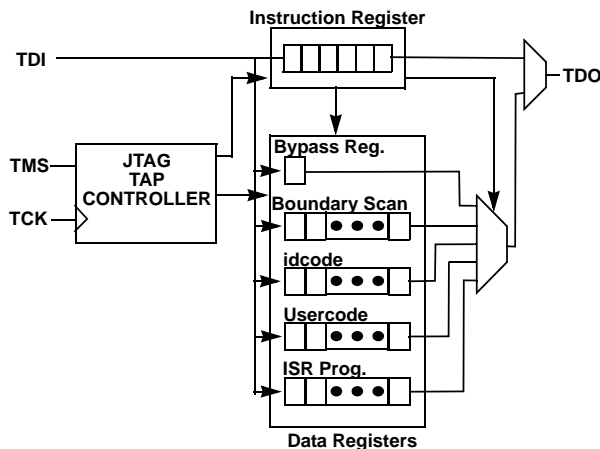 Instruction Register
TDI
TDO
TMS
TCK
JTAG
TAP
CONTROLLER
Bypass Reg.
Boundary Scan
idcode
Usercode
ISR Prog.
Data Registers